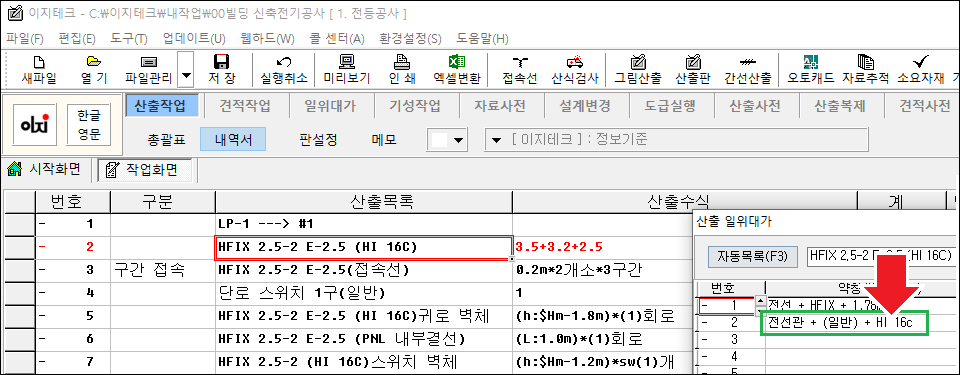 이지테크 - C:\이지테크\내작업\00빌딩 신축전기공사 [ 1. 전등공사 ]
파일(F) 편집(E) 도구(T) 업데이트(U) 웹하드(W) 콜 센타(A) 환경설정(S) 도움말(H)
새파일 열 기 파일관리 저 장 실행취소 미리보기 인 쇄 엑셀변환 접속선 산식검사 그림산출 산출판 간선산출 오토캐드 자료추적 소요자재
한글 영문
산출작업 견적작업 일위대가 기성작업 자료사전 설계변경 도급실행 산출사전 산출복제 견적사전
총괄표 내역서 판설정 메모 [ 이지테크 ] : 정보기준
시작화면 작업화면
번호 구분 산출목록 산출수식 계
1 LP-1 ---> #1
2 HFIX 2.5-2 E-2.5 (HI 16C) 3.5+3.2+2.5
3 구간 접속 HFIX 2.5-2 E-2.5(접속선) 0.2m*2개소*3구간
4 단로 스위치 1구(일반) 1
5 HFIX 2.5-2 E-2.5 (HI 16C)귀로 벽체 (h:$Hm-1.8m)*(1)회로
6 HFIX 2.5-2 E-2.5 (PNL 내부결선) (L:1.0m)*(1)회로
7 HFIX 2.5-2 (HI 16C)스위치 벽체 (h:$Hm-1.2m)*sw(1)개
산출 일위대가
자동목록(F3) HFIX 2,5-2 E-2.5 (HI 16C)
번호 약칭
1 전선 + HFIX + 1.78
2 전선관 + (일반) + HI 16c
3
4
5